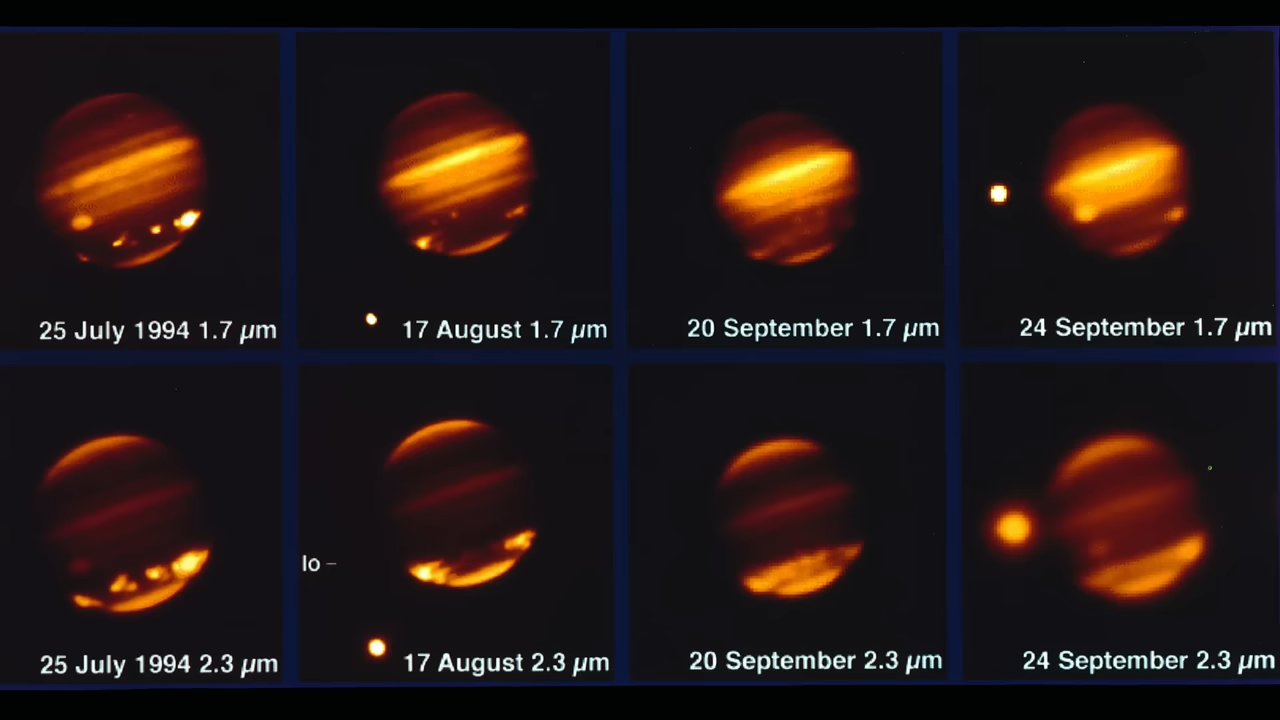 25 July 1994 1.7 µm
17 August 1.7 µm
20 September 1.7 µm
24 September 1.7 µm
Io –
25 July 1994 2.3 µm
17 August 2.3 µm
20 September 2.3 µm
24 September 2.3 µm